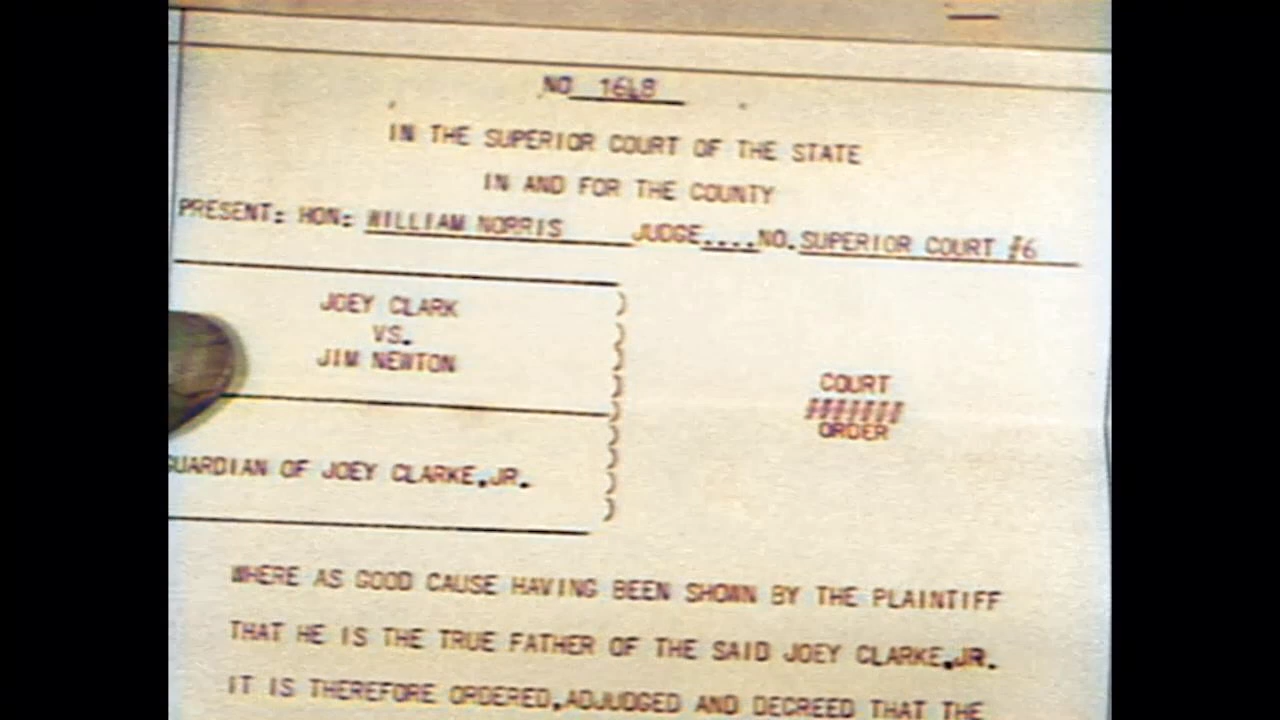 NO 1648
IN THE SUPERIOR COURT OF THE STATE
IN AND FOR THE COUNTY
PRESENT: HON: WILLIAM NORRIS JUDGE....NO.SUPERIOR COURT #6
JOEY CLARK
VS.
JIM NEWTON
COURT
#######
ORDER
GUARDIAN OF JOEY CLARKE,JR.
WHERE AS GOOD CAUSE HAVING BEEN SHOWN BY THE PLAINTIFF
THAT HE IS THE TRUE FATHER OF THE SAID JOEY CLARKE,JR.
IT IS THEREFORE ORDERED,ADJUDGED AND DECREED THAT THE